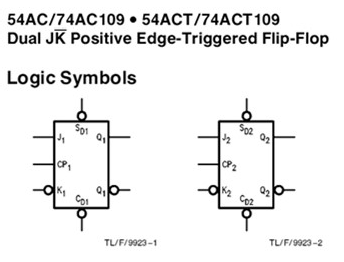 54AC/74AC109 • 54ACT/74ACT109
Dual JK̅ Positive Edge-Triggered Flip-Flop
Logic Symbols
SD1
J1 Q1
CP1
K1 Q1
CD1
TL/F/9923-1
SD2
J2 Q2
CP2
K2 Q2
CD2
TL/F/9923-2